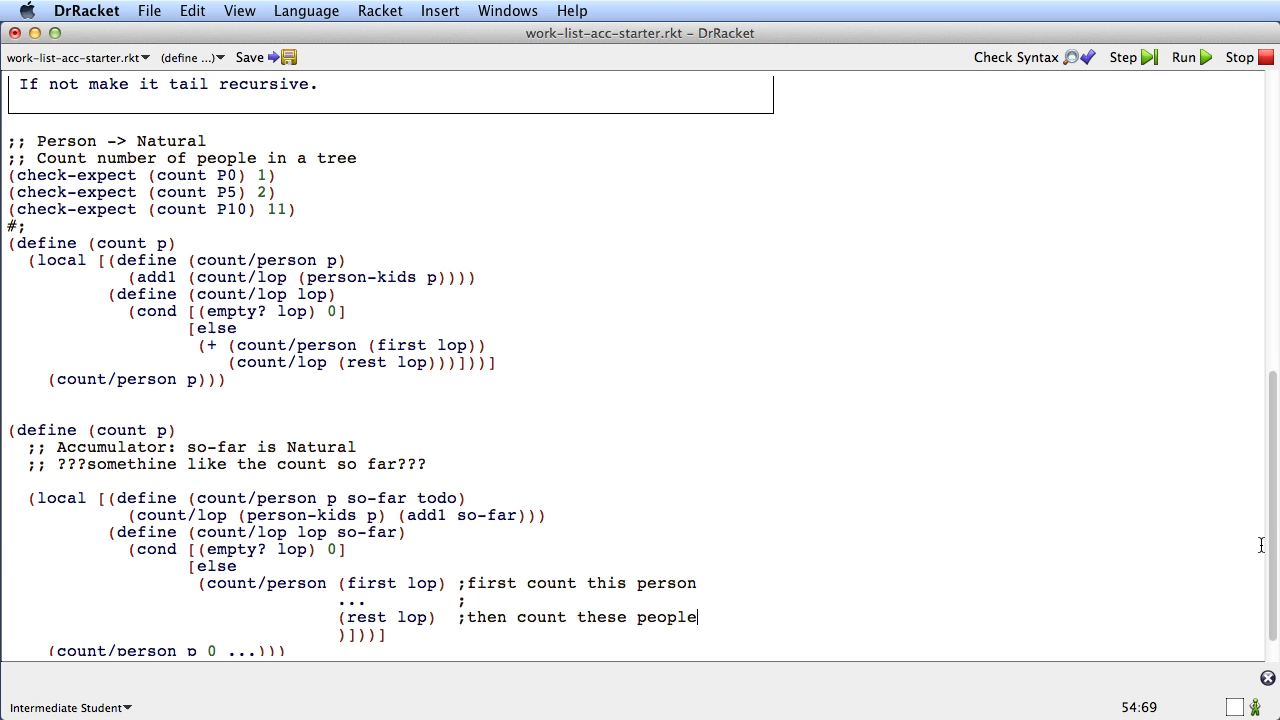 DrRacket File Edit View Language Racket Insert Windows Help
work-list-acc-starter.rkt – DrRacket
work-list-acc-starter.rkt▾ (define ...)▾ Save Check Syntax Step Run Stop
If not make it tail recursive.
;; Person -> Natural
;; Count number of people in a tree
(check-expect (count P0) 1)
(check-expect (count P5) 2)
(check-expect (count P10) 11)
#;
(define (count p)
  (local [(define (count/person p)
            (add1 (count/lop (person-kids p))))
          (define (count/lop lop)
            (cond [(empty? lop) 0]
                  [else
                   (+ (count/person (first lop))
                      (count/lop (rest lop)))]))]
    (count/person p)))
(define (count p)
  ;; Accumulator: so-far is Natural
  ;; ???somethine like the count so far???
  (local [(define (count/person p so-far todo)
            (count/lop (person-kids p) (add1 so-far)))
          (define (count/lop lop so-far)
            (cond [(empty? lop) 0]
                  [else
                   (count/person (first lop) ;first count this person
                                 ...         ;
                                 (rest lop)  ;then count these people
                                 )]))]
    (count/person p 0 ...)))
Intermediate Student▾ 54:69